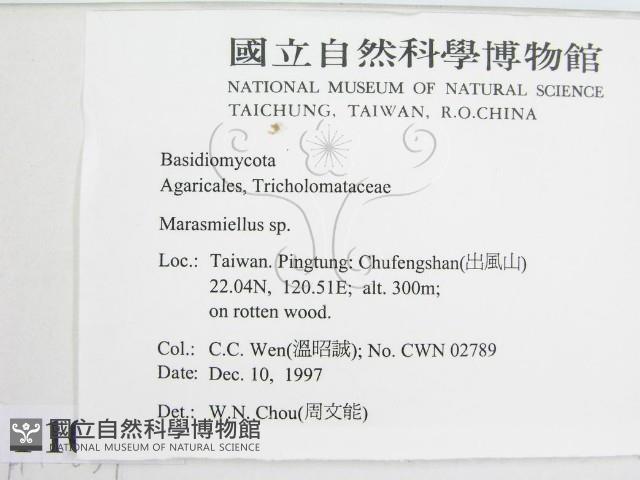 國立自然科學博物館
NATIONAL MUSEUM OF NATURAL SCIENCE
TAICHUNG, TAIWAN, R.O.CHINA
Basidiomycota
Agaricales, Tricholomataceae
Marasmiellus sp.
Loc.: Taiwan. Pingtung: Chufengshan(出風山)
22.04N, 120.51E; alt. 300m;
on rotten wood.
Col.: C.C. Wen(溫昭誠); No. CWN 02789
Date: Dec. 10, 1997
Det.: W.N. Chou(周文能)
國立自然科學博物館
NATIONAL MUSEUM OF NATURAL SCIENCE